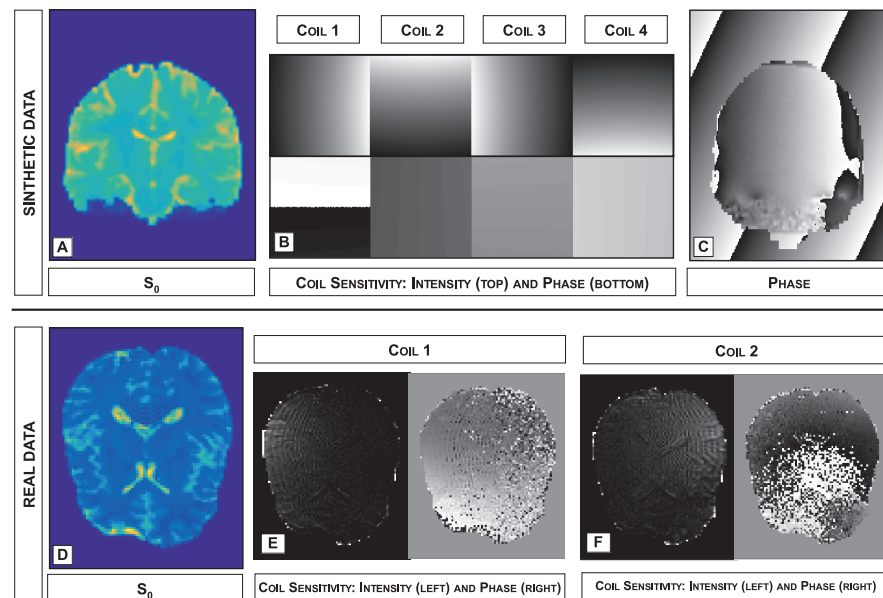 SINTHETIC DATA
COIL 1
COIL 2
COIL 3
COIL 4
A
B
C
S0
COIL SENSITIVITY: INTENSITY (TOP) AND PHASE (BOTTOM)
PHASE
REAL DATA
COIL 1
COIL 2
D
E
F
S0
COIL SENSITIVITY: INTENSITY (LEFT) AND PHASE (RIGHT)
COIL SENSITIVITY: INTENSITY (LEFT) AND PHASE (RIGHT)